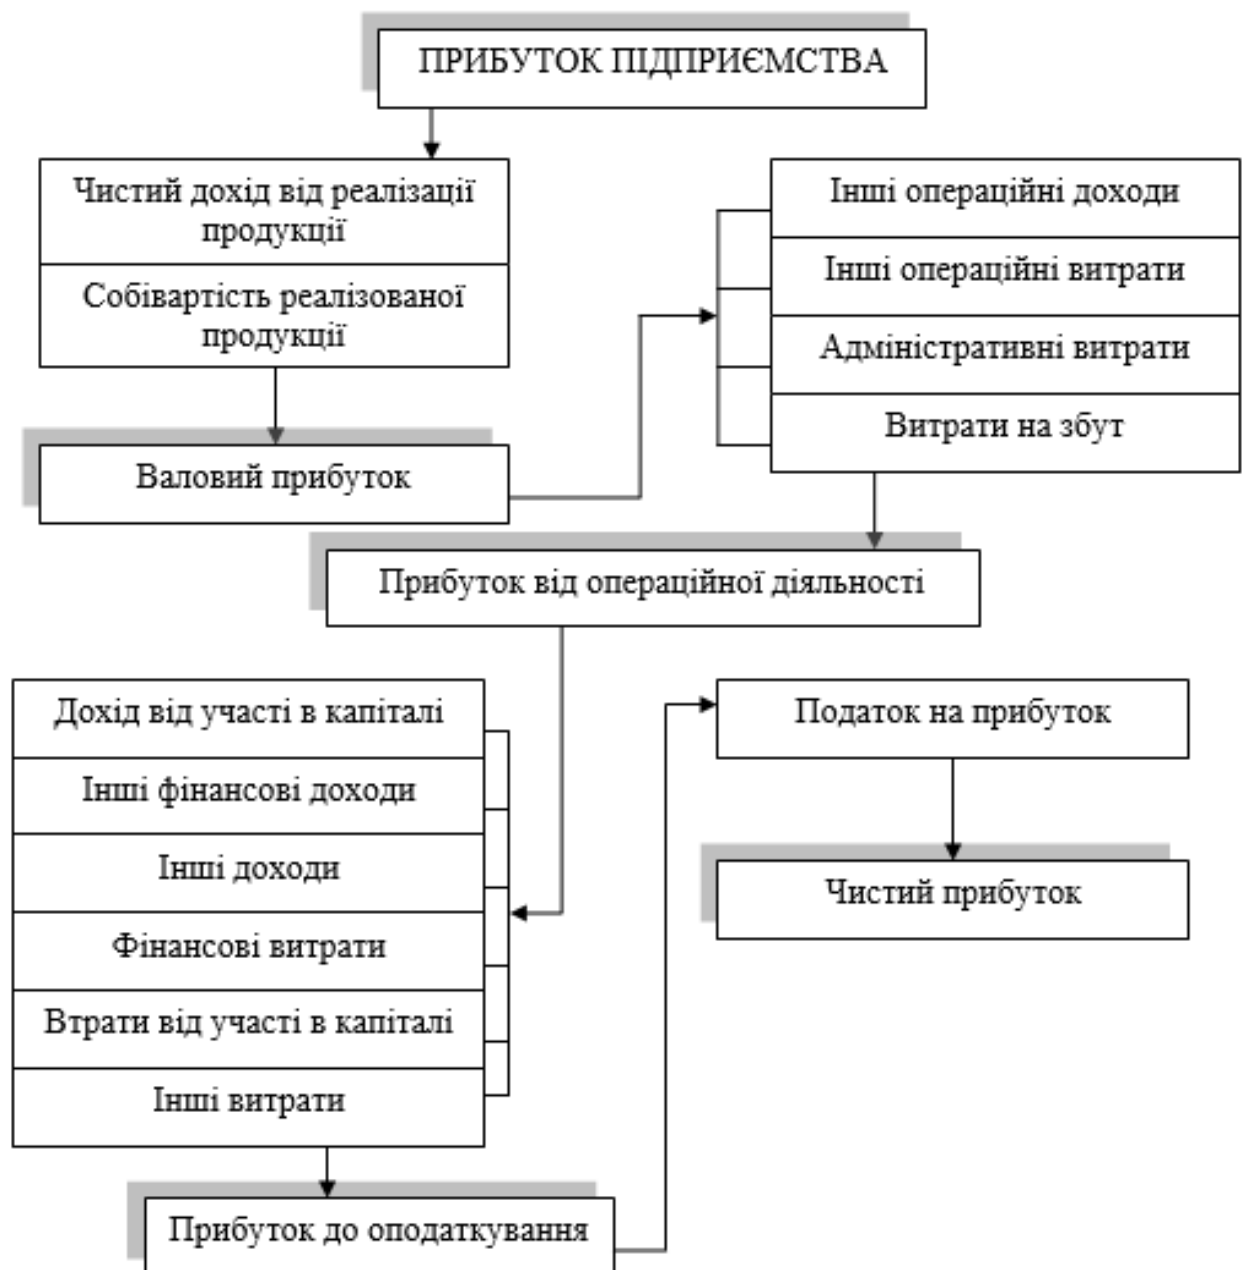 ПРИБУТОК ПІДПРИЄМСТВА
Чистий дохід від реалізації
продукції
Собівартість реалізованої
продукції
Валовий прибуток
Інші операційні доходи
Інші операційні витрати
Адміністративні витрати
Витрати на збут
Прибуток від операційної діяльності
Дохід від участі в капіталі
Інші фінансові доходи
Інші доходи
Фінансові витрати
Втрати від участі в капіталі
Інші витрати
Прибуток до оподаткування
Податок на прибуток
Чистий прибуток